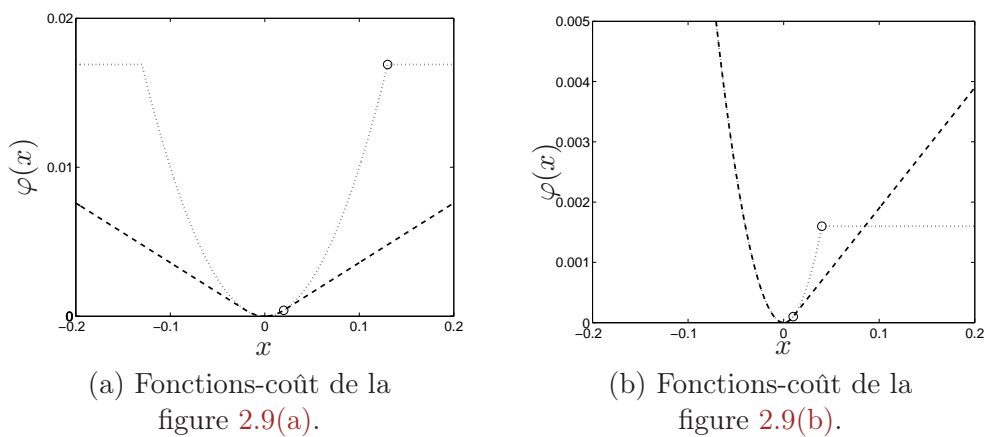 0.02
0.01
0
φ(x)
−0.2
−0.1
0
0.1
0.2
x
(a) Fonctions-coût de la
figure 2.9(a).
0.005
0.004
0.003
0.002
0.001
0
φ(x)
−0.2
−0.1
0
0.1
0.2
x
(b) Fonctions-coût de la
figure 2.9(b).